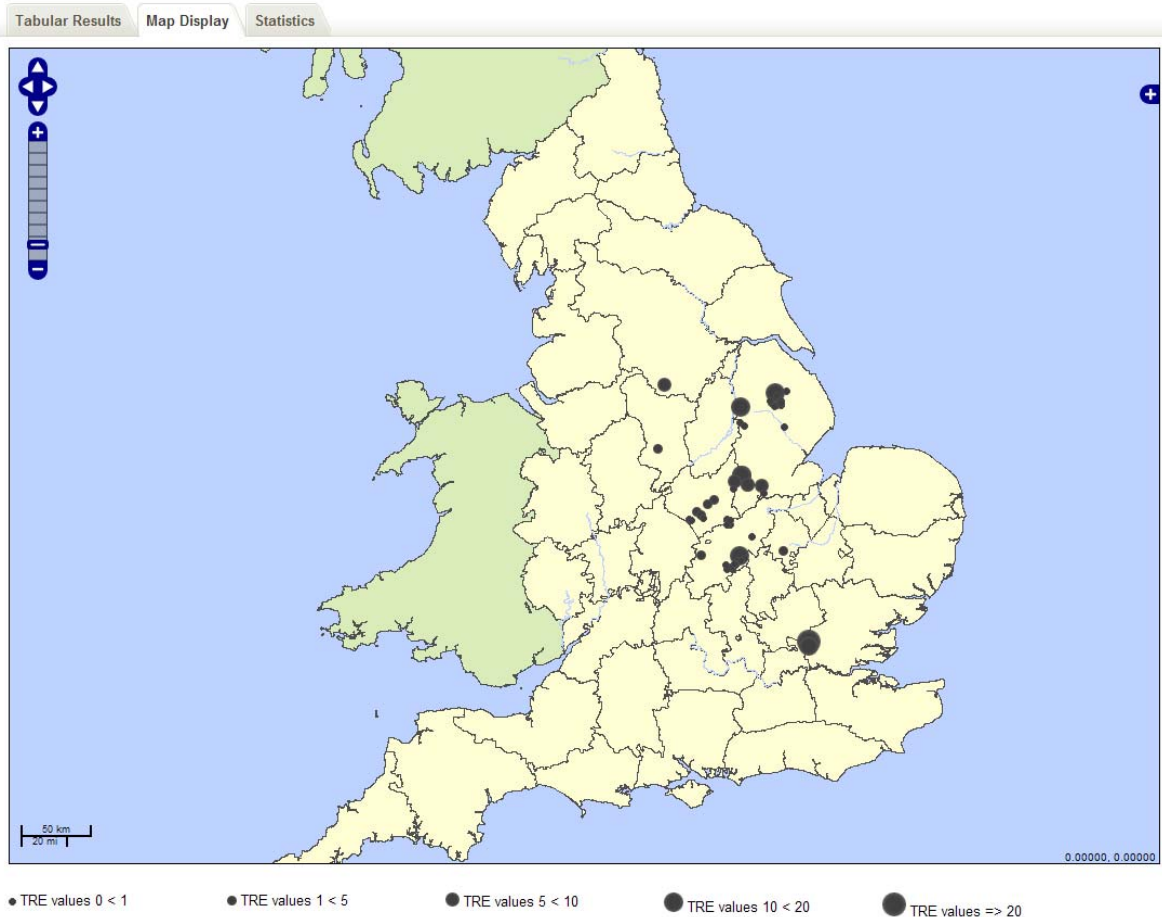 Tabular Results Map Display Statistics
50 km
20 mi
0.00000, 0.00000
TRE values 0 < 1 TRE values 1 < 5 TRE values 5 < 10 TRE values 10 < 20 TRE values => 20